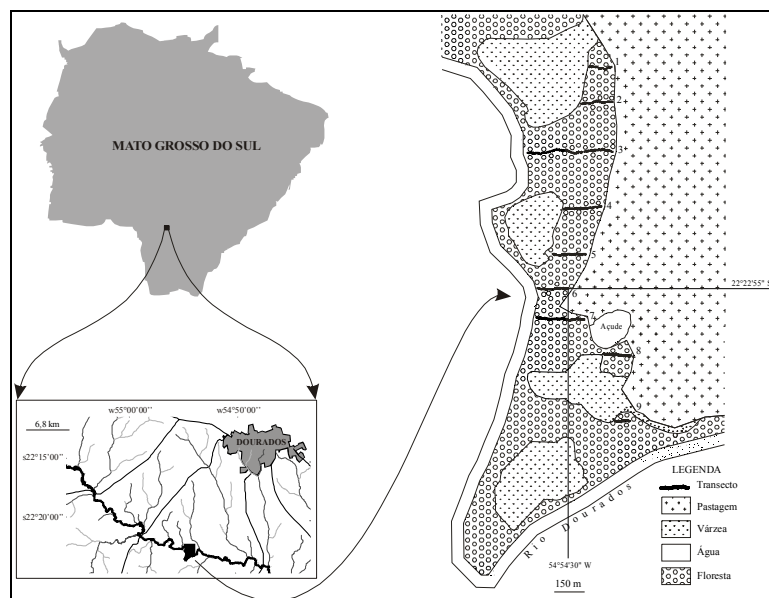 MATO GROSSO DO SUL
6,8 km
w55°00'00''
w54°50'00''
DOURADOS
s22°15'00''
s22°20'00''
1
2
3
4
5
6
7
8
9
22°22'55" S
Açude
Rio Dourados
54°54'30" W
150 m
LEGENDA
Transecto
Pastagem
Várzea
Água
Floresta